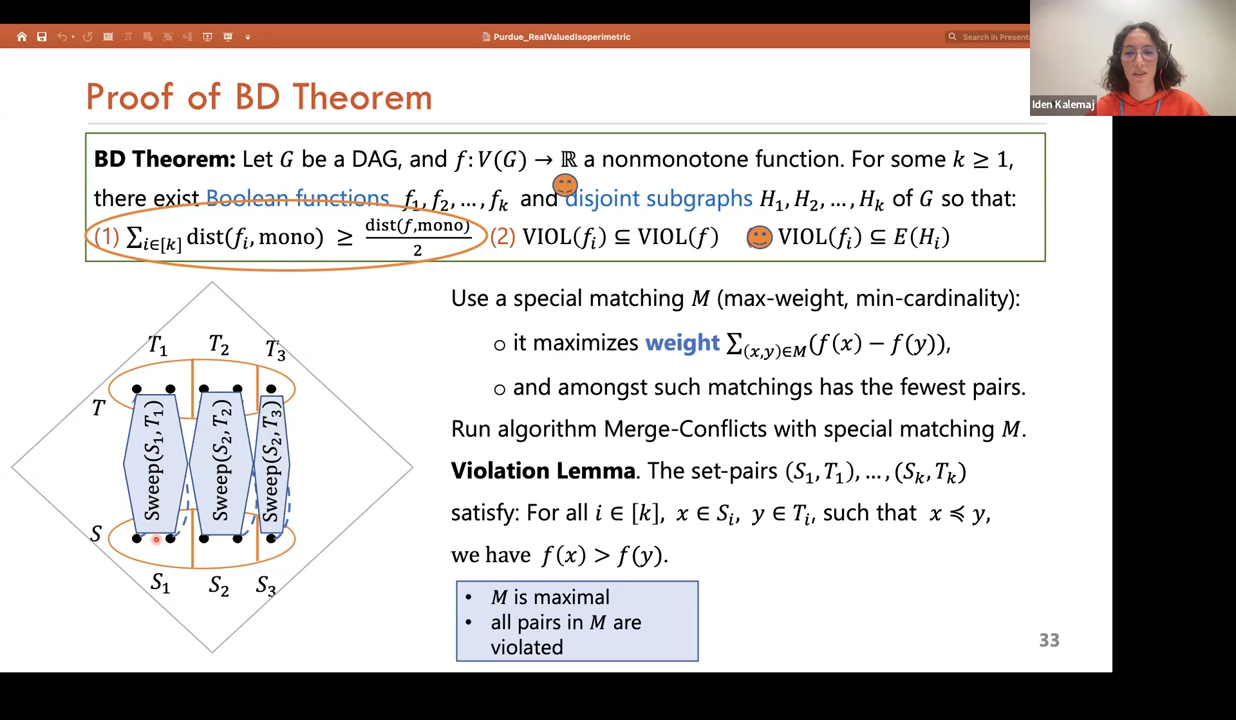 Purdue_RealValuedIsoperimetric
Search in Presenta
Iden Kalemaj
Proof of BD Theorem
BD Theorem: Let G be a DAG, and f: V(G) → ℝ a nonmonotone function. For some k ≥ 1,
there exist Boolean functions f₁, f₂, …, fₖ and disjoint subgraphs H₁, H₂, …, Hₖ of G so that:
(1) ∑_{i∈[k]} dist(fᵢ, mono) ≥ dist(f,mono)/2 (2) VIOL(fᵢ) ⊆ VIOL(f) VIOL(fᵢ) ⊆ E(Hᵢ)
Use a special matching M (max-weight, min-cardinality):
○ it maximizes weight ∑_{(x,y)∈M}(f(x) − f(y)),
○ and amongst such matchings has the fewest pairs.
Run algorithm Merge-Conflicts with special matching M.
Violation Lemma. The set-pairs (S₁, T₁), …, (Sₖ, Tₖ)
satisfy: For all i ∈ [k], x ∈ Sᵢ, y ∈ Tᵢ, such that x ≼ y,
we have f(x) > f(y).
• M is maximal
• all pairs in M are
violated
T₁ T₂ T₃
T
Sweep(S₁, T₁)
Sweep(S₂, T₂)
Sweep(S₂, T₃)
S
S₁ S₂ S₃
33